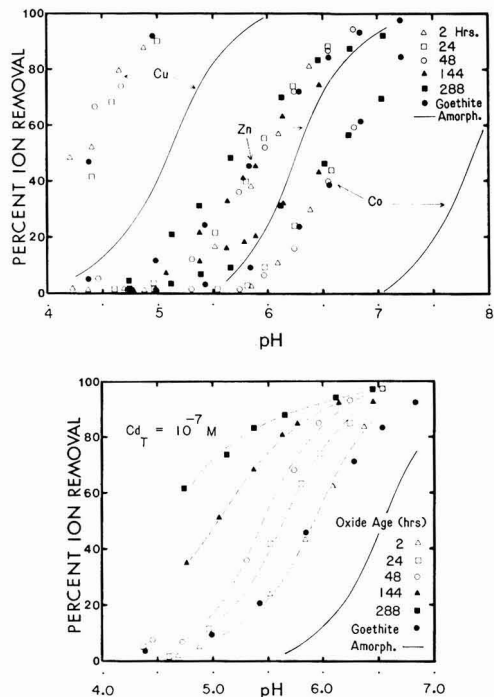 100
80
60
40
20
0
PERCENT ION REMOVAL
4
5
6
7
8
pH
Cu
Zn
Co
2 Hrs.
24
48
144
288
Goethite
Amorph.
100
80
60
40
20
0
PERCENT ION REMOVAL
Cd_T = 10^-7 M
Oxide Age (hrs)
2
24
48
144
288
Goethite
Amorph.
4.0
5.0
6.0
7.0
pH